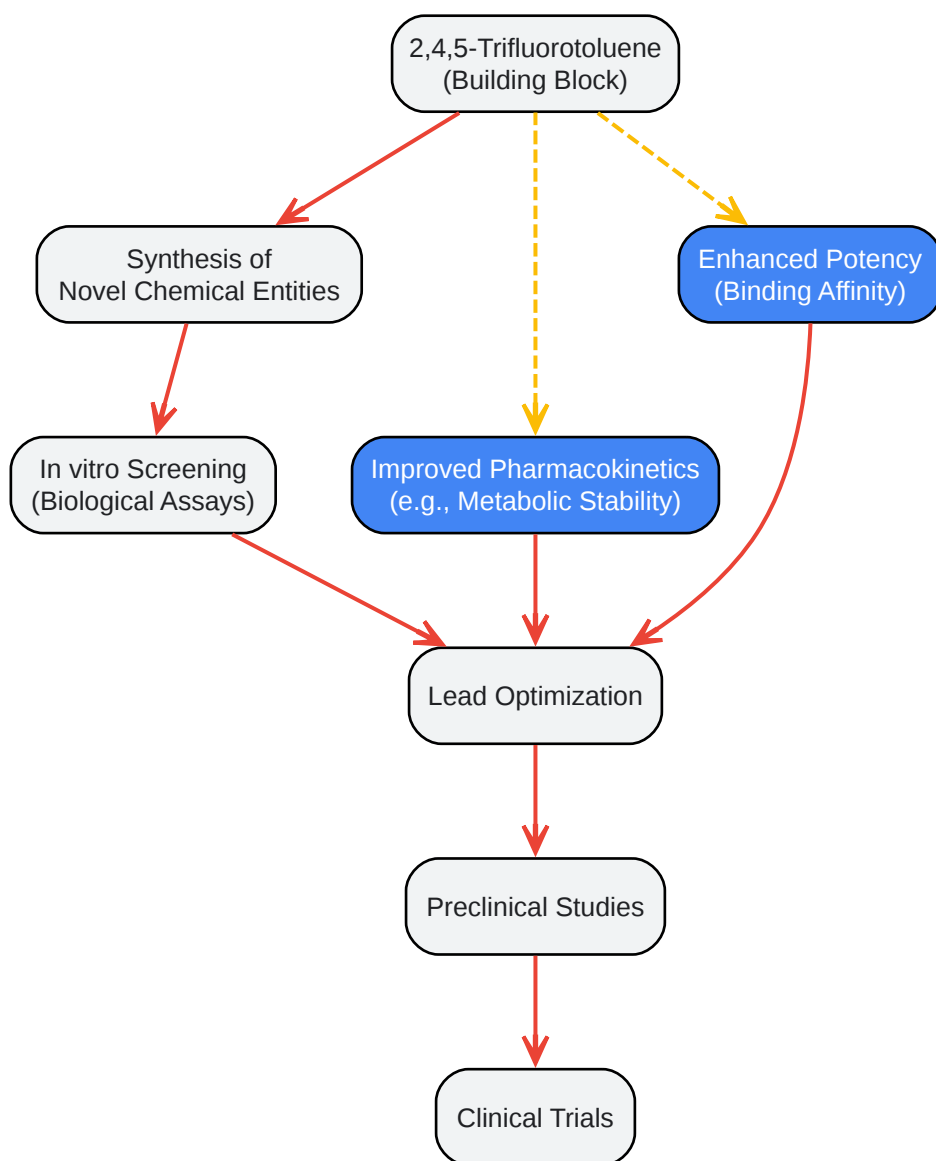 2,4,5-Trifluorotoluene
(Building Block)
Synthesis of
Novel Chemical Entities
Enhanced Potency
(Binding Affinity)
In vitro Screening
(Biological Assays)
Improved Pharmacokinetics
(e.g., Metabolic Stability)
Lead Optimization
Preclinical Studies
Clinical Trials